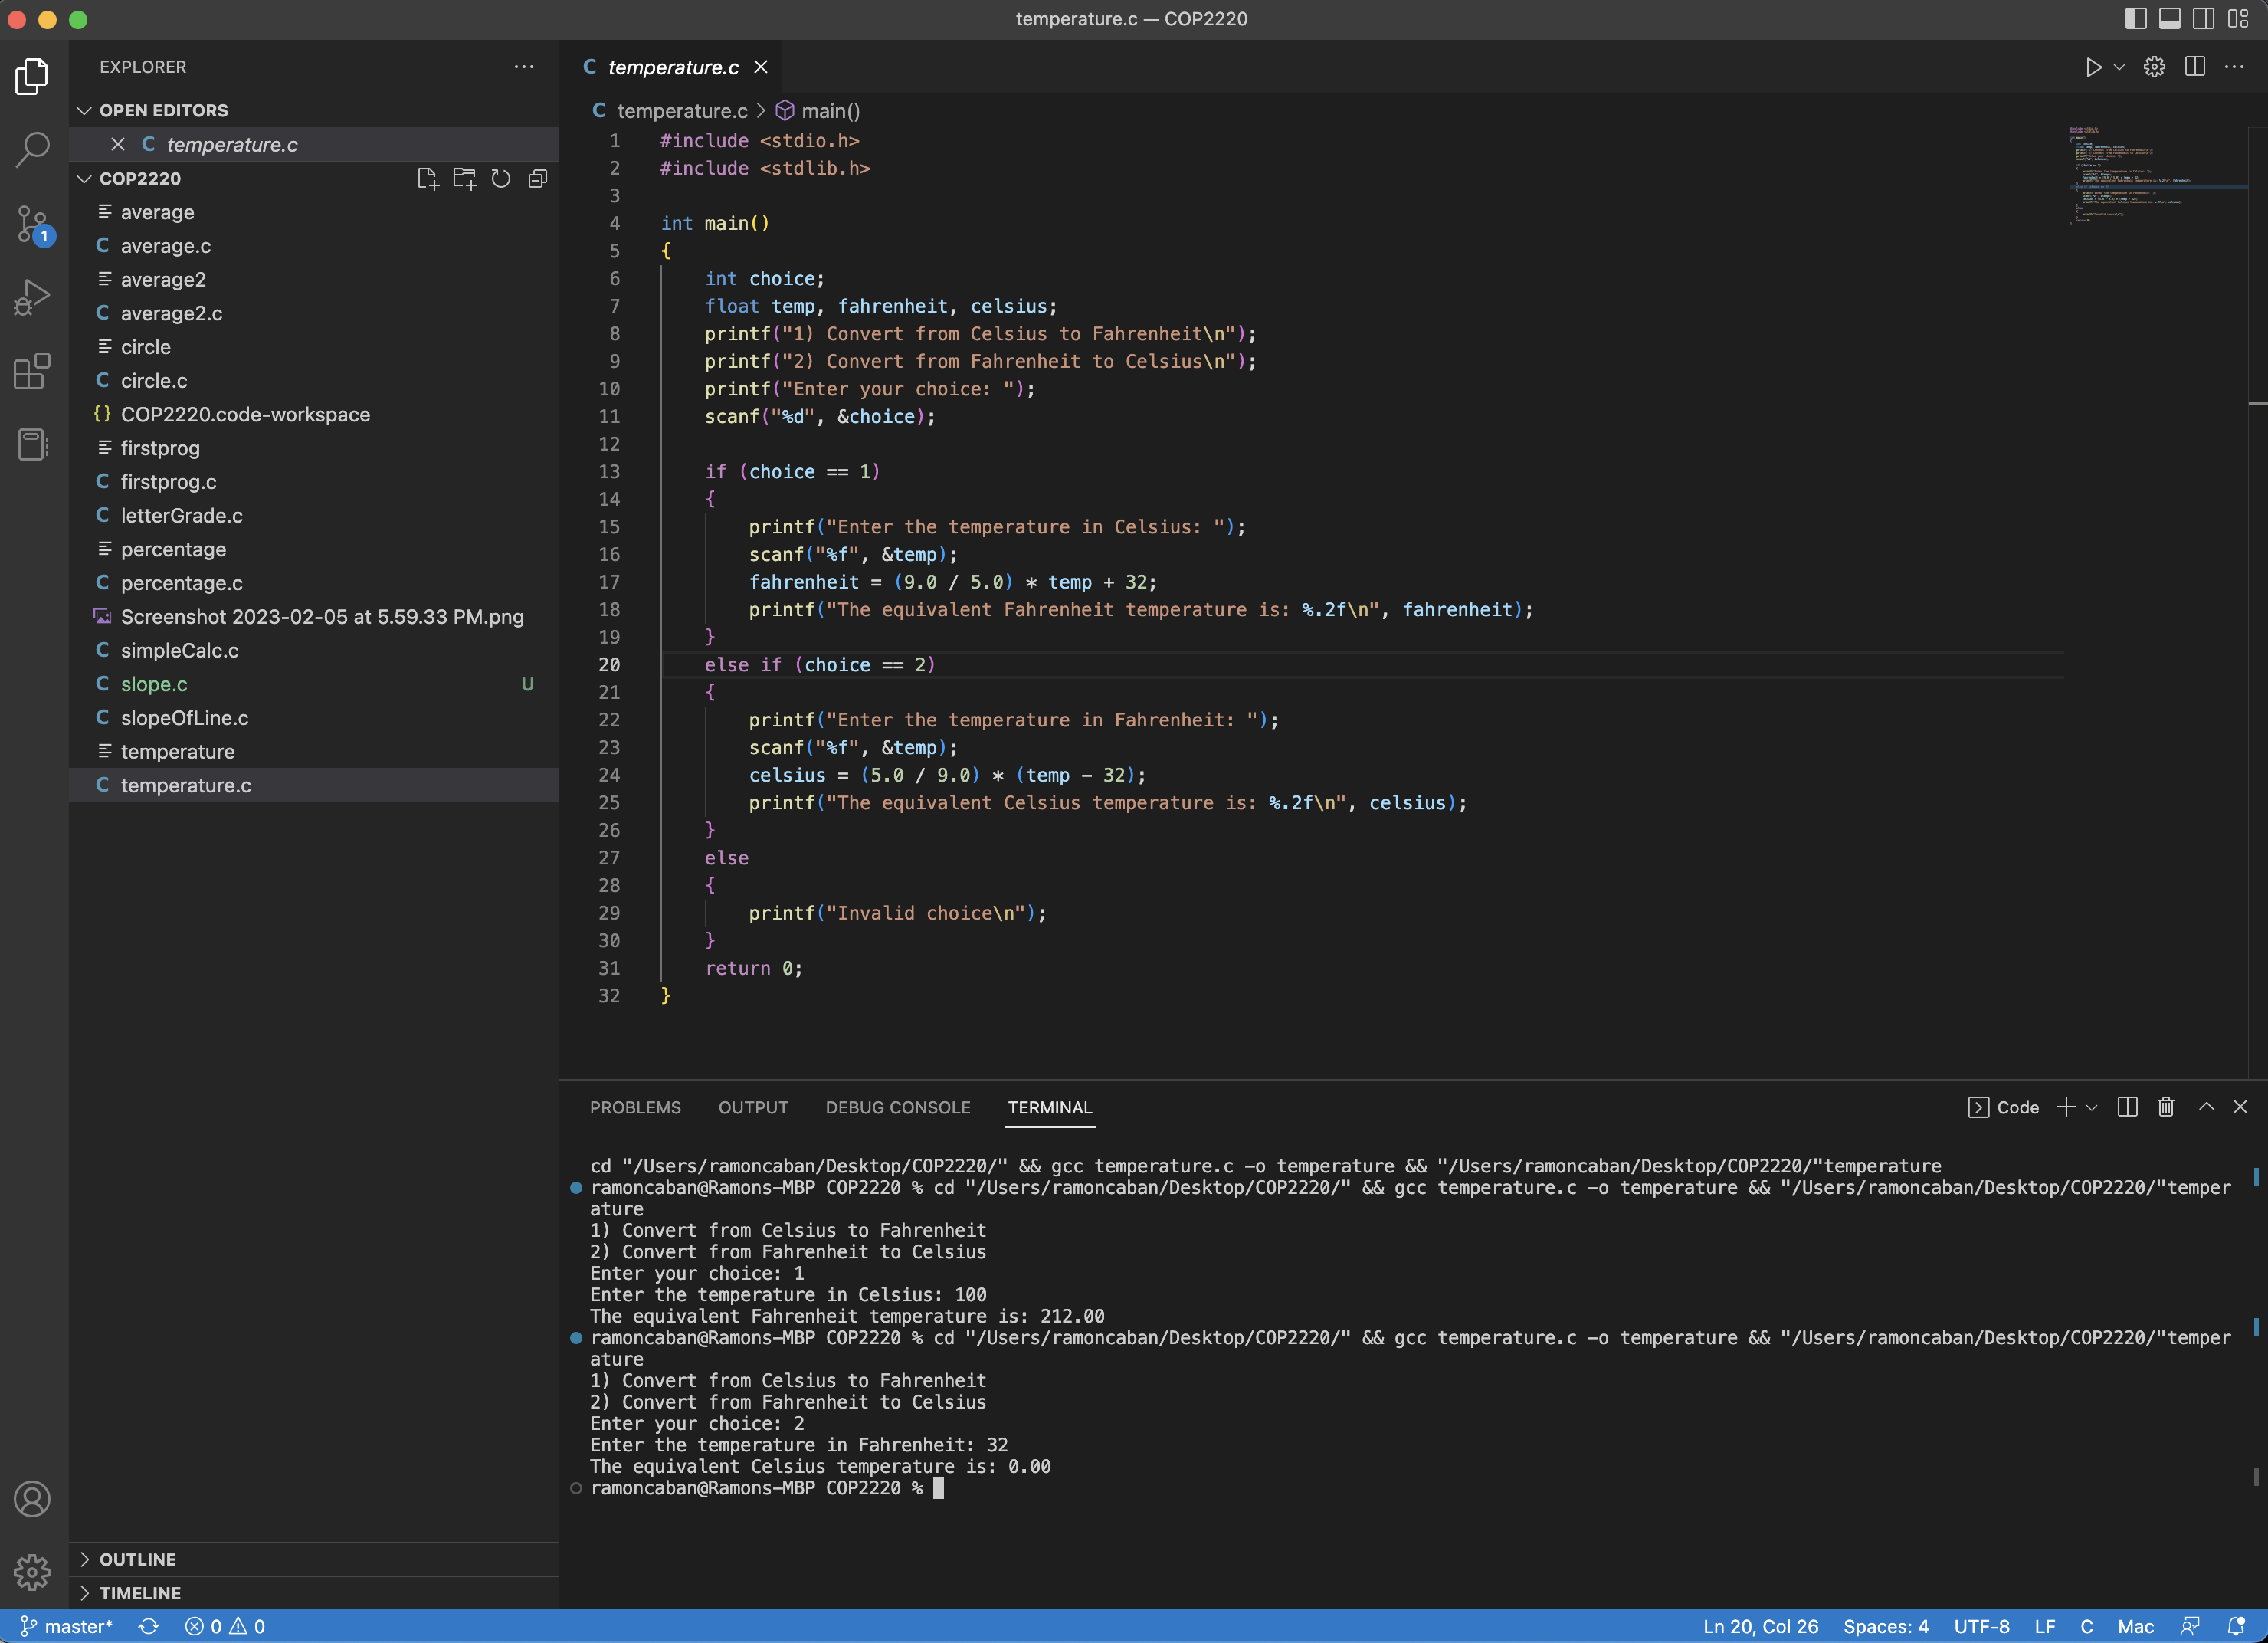 temperature.c — COP2220
EXPLORER
OPEN EDITORS
temperature.c
COP2220
average
average.c
average2
average2.c
circle
circle.c
COP2220.code-workspace
firstprog
firstprog.c
letterGrade.c
percentage
percentage.c
Screenshot 2023-02-05 at 5.59.33 PM.png
simpleCalc.c
slope.c U
slopeOfLine.c
temperature
temperature.c
OUTLINE
TIMELINE
1
C temperature.c
C temperature.c > main()
1 #include <stdio.h>
2 #include <stdlib.h>
3
4 int main()
5 {
6 int choice;
7 float temp, fahrenheit, celsius;
8 printf("1) Convert from Celsius to Fahrenheit\n");
9 printf("2) Convert from Fahrenheit to Celsius\n");
10 printf("Enter your choice: ");
11 scanf("%d", &choice);
12
13 if (choice == 1)
14 {
15 printf("Enter the temperature in Celsius: ");
16 scanf("%f", &temp);
17 fahrenheit = (9.0 / 5.0) * temp + 32;
18 printf("The equivalent Fahrenheit temperature is: %.2f\n", fahrenheit);
19 }
20 else if (choice == 2)
21 {
22 printf("Enter the temperature in Fahrenheit: ");
23 scanf("%f", &temp);
24 celsius = (5.0 / 9.0) * (temp - 32);
25 printf("The equivalent Celsius temperature is: %.2f\n", celsius);
26 }
27 else
28 {
29 printf("Invalid choice\n");
30 }
31 return 0;
32 }
PROBLEMS OUTPUT DEBUG CONSOLE TERMINAL Code
cd "/Users/ramoncaban/Desktop/COP2220/" && gcc temperature.c -o temperature && "/Users/ramoncaban/Desktop/COP2220/"temperature
ramoncaban@Ramons-MBP COP2220 % cd "/Users/ramoncaban/Desktop/COP2220/" && gcc temperature.c -o temperature && "/Users/ramoncaban/Desktop/COP2220/"temper
ature
1) Convert from Celsius to Fahrenheit
2) Convert from Fahrenheit to Celsius
Enter your choice: 1
Enter the temperature in Celsius: 100
The equivalent Fahrenheit temperature is: 212.00
ramoncaban@Ramons-MBP COP2220 % cd "/Users/ramoncaban/Desktop/COP2220/" && gcc temperature.c -o temperature && "/Users/ramoncaban/Desktop/COP2220/"temper
ature
1) Convert from Celsius to Fahrenheit
2) Convert from Fahrenheit to Celsius
Enter your choice: 2
Enter the temperature in Fahrenheit: 32
The equivalent Celsius temperature is: 0.00
ramoncaban@Ramons-MBP COP2220 %
master* 0 0 Ln 20, Col 26 Spaces: 4 UTF-8 LF C Mac